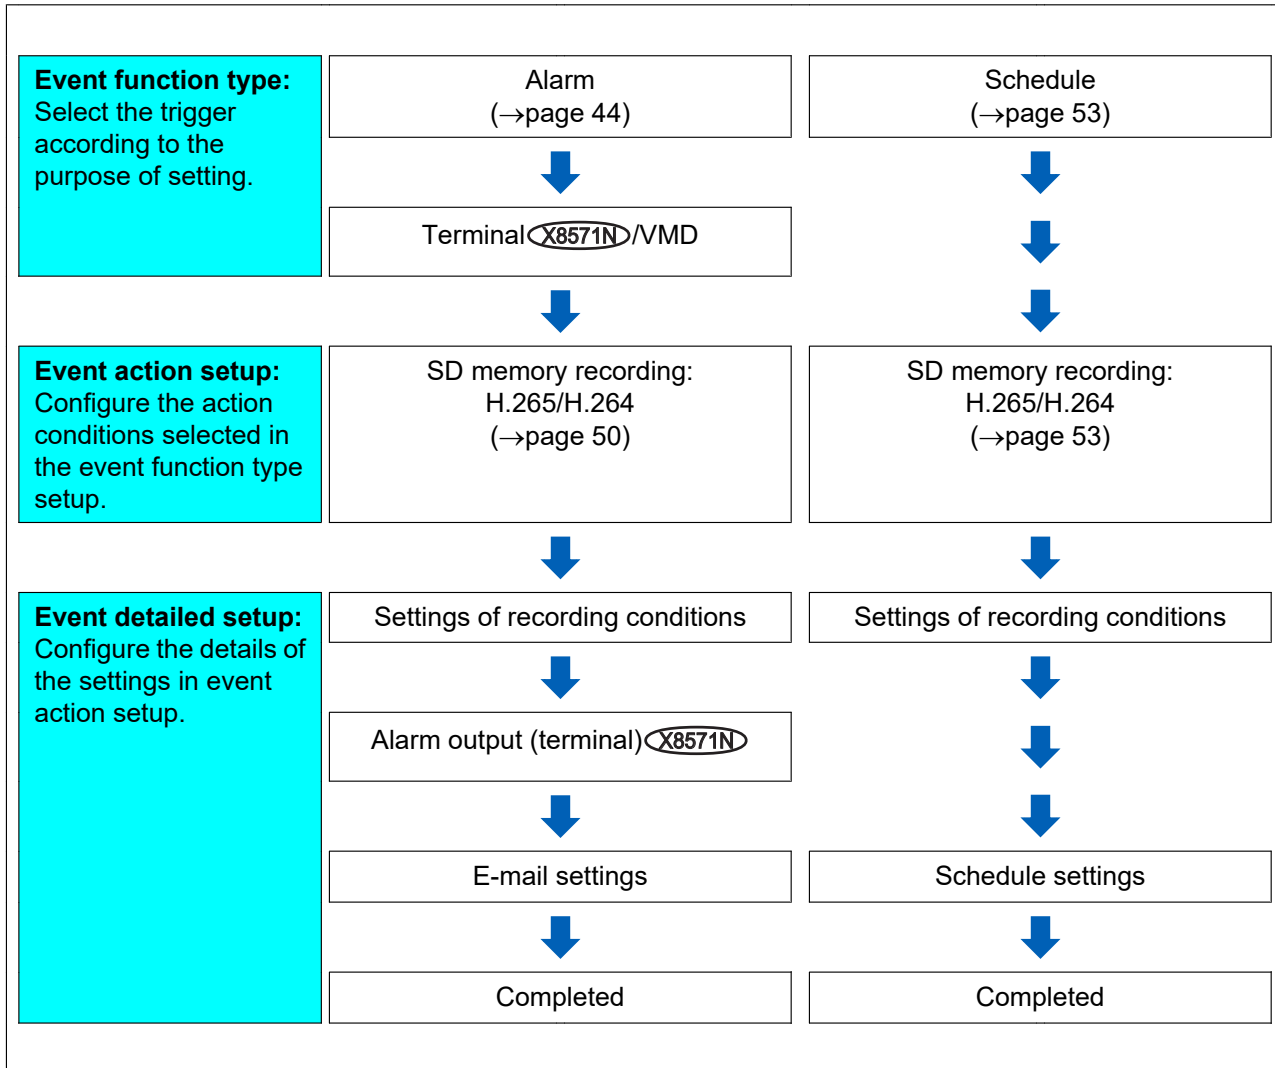 Event function type:
Select the trigger
according to the
purpose of setting.
Alarm
(→page 44)
Schedule
(→page 53)
Terminal X8571N/VMD
Event action setup:
Configure the action
conditions selected in
the event function type
setup.
SD memory recording:
H.265/H.264
(→page 50)
SD memory recording:
H.265/H.264
(→page 53)
Event detailed setup:
Configure the details of
the settings in event
action setup.
Settings of recording conditions
Settings of recording conditions
Alarm output (terminal) X8571N
E-mail settings
Schedule settings
Completed
Completed